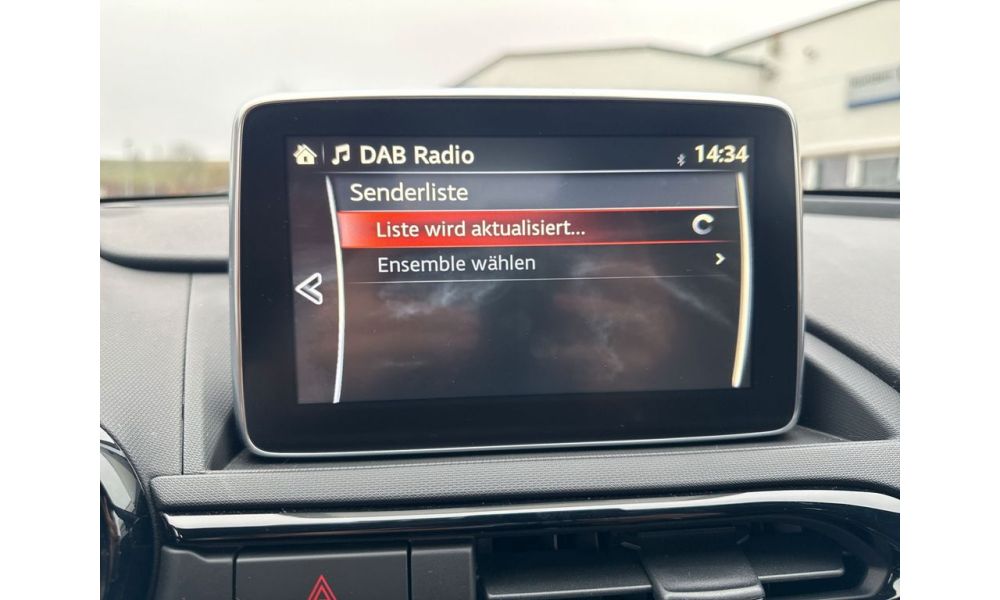 DAB Radio
14:34
Senderliste
Liste wird aktualisiert...
Ensemble wählen